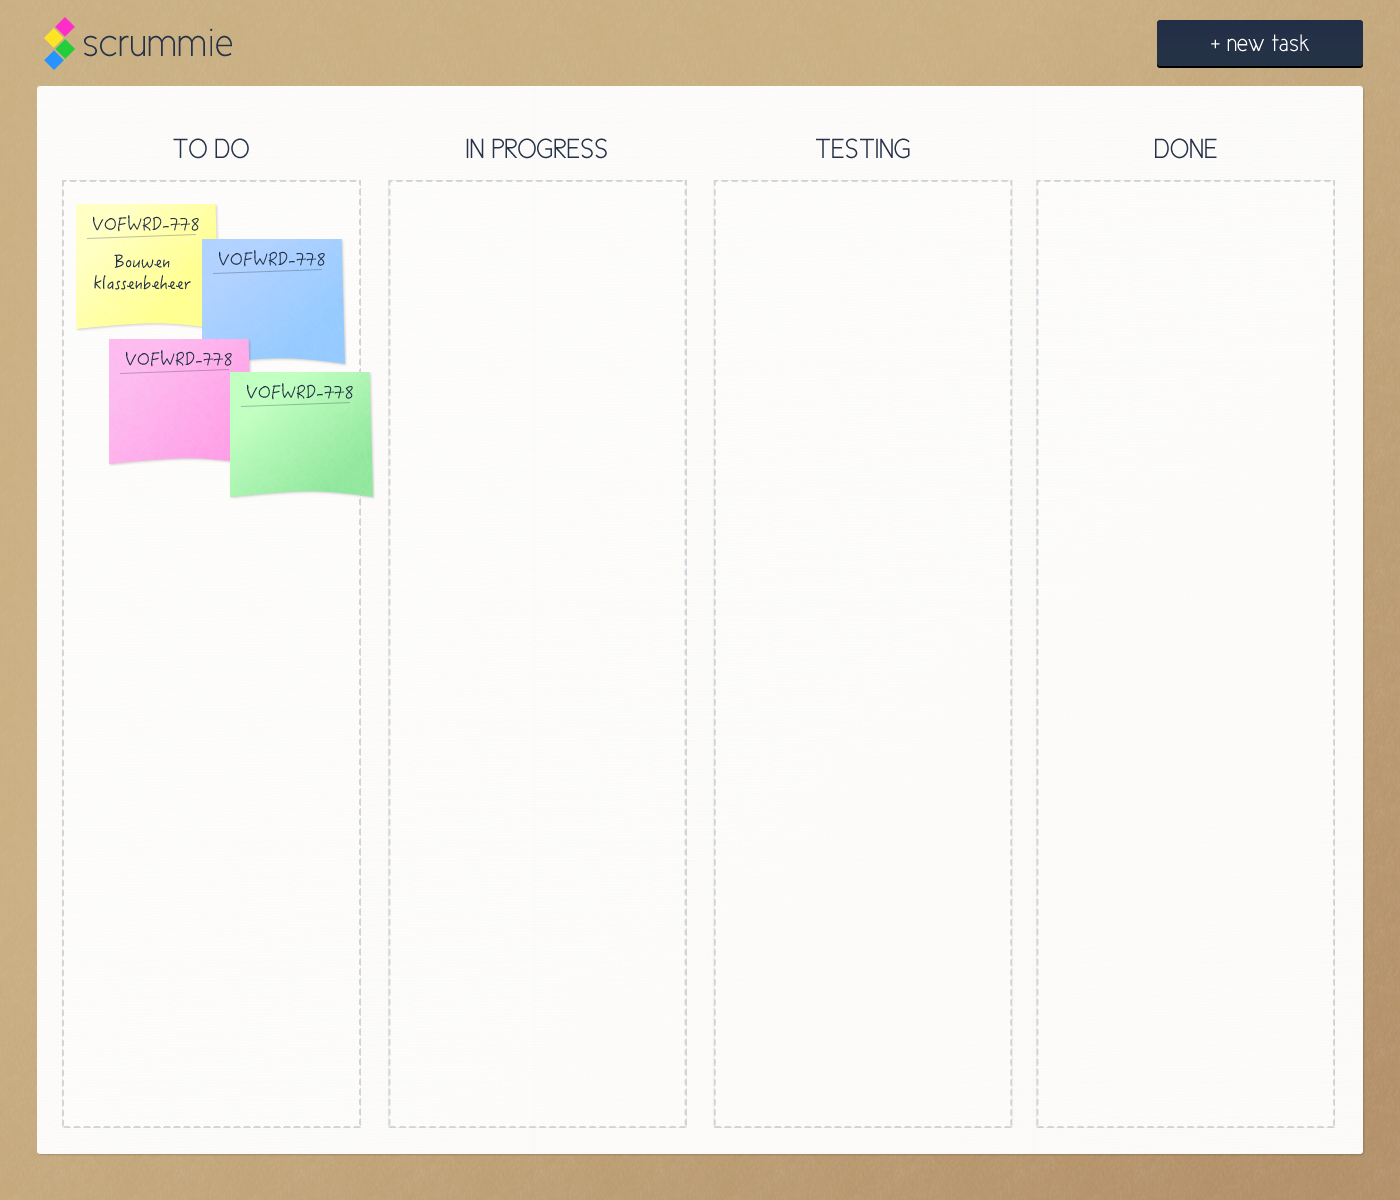 scrummie
+ new task
TO DO
IN PROGRESS
TESTING
DONE
VOFWRD-778
Bouwen
klassenbeheer
VOFWRD-778
VOFWRD-778
VOFWRD-778